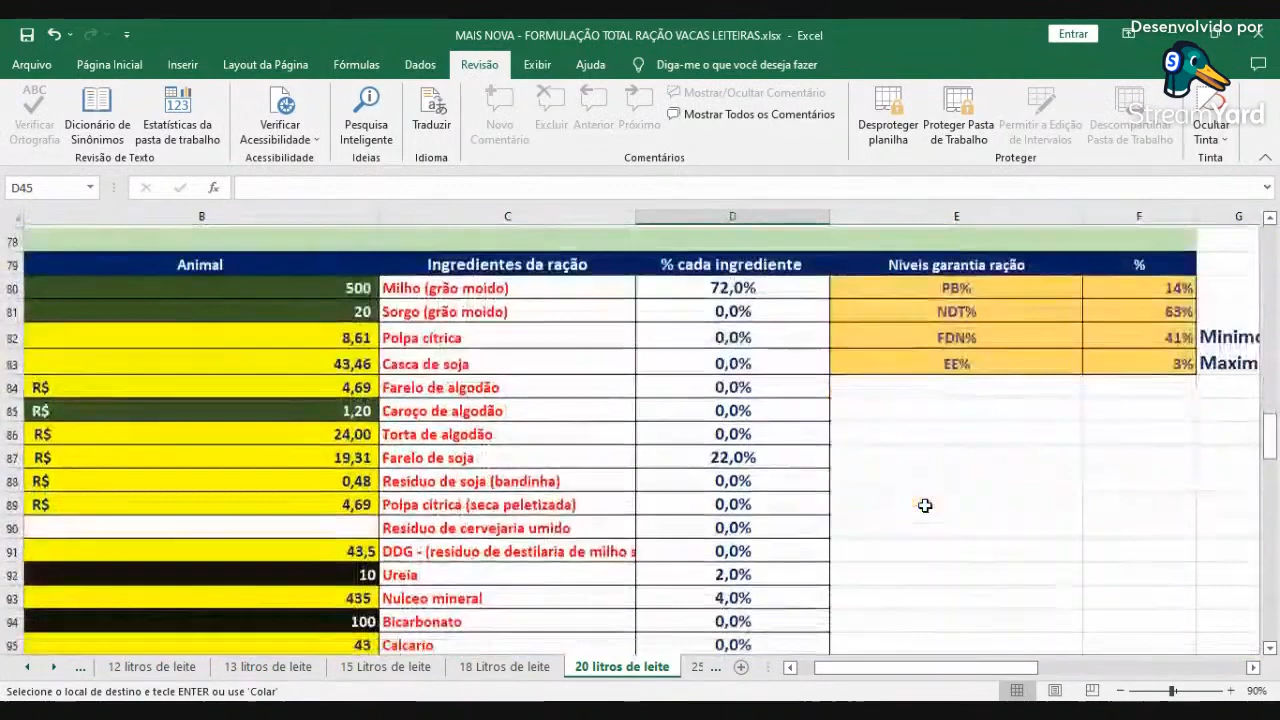 Desenvolvido por
StreamYard
MAIS NOVA - FORMULAÇÃO TOTAL RAÇÃO VACAS LEITEIRAS.xlsx - Excel
Entrar
Arquivo Página Inicial Inserir Layout da Página Fórmulas Dados Revisão Exibir Ajuda Diga-me o que você deseja fazer
ABC
Verificar Ortografia
Dicionário de Sinônimos
123
Estatísticas da pasta de trabalho
Revisão de Texto
Verificar Acessibilidade
Acessibilidade
Pesquisa Inteligente
Ideias
Traduzir
Idioma
Novo Comentário
Excluir
Anterior
Próximo
Mostrar/Ocultar Comentário
Mostrar Todos os Comentários
Comentários
Desproteger planilha
Proteger Pasta de Trabalho
Permitir a Edição de Intervalos
Descompartilhar Pasta de Trabalho
Proteger
Ocultar Tinta
Tinta
D45 fx
B C D E F G
78
79 Animal Ingredientes da ração % cada ingrediente Níveis garantia ração %
80 500 Milho (grão moido) 72,0% PB% 14%
81 20 Sorgo (grão moido) 0,0% NDT% 63%
82 8,61 Polpa cítrica 0,0% FDN% 41% Minimo
83 43,46 Casca de soja 0,0% EE% 3% Maxim
84 R$ 4,69 Farelo de algodão 0,0%
85 R$ 1,20 Caroço de algodão 0,0%
86 R$ 24,00 Torta de algodão 0,0%
87 R$ 19,31 Farelo de soja 22,0%
88 R$ 0,48 Residuo de soja (bandinha) 0,0%
89 R$ 4,69 Polpa citrica (seca peletizada) 0,0%
90 Residuo de cervejaria umido 0,0%
91 43,5 DDG - (residuo de destilaria de milho s 0,0%
92 10 Ureia 2,0%
93 435 Nulceo mineral 4,0%
94 100 Bicarbonato 0,0%
95 43 Calcario 0,0%
... 12 litros de leite 13 litros de leite 15 Litros de leite 18 Litros de leite 20 litros de leite 25 ...
Selecione o local de destino e tecle ENTER ou use 'Colar' 90%